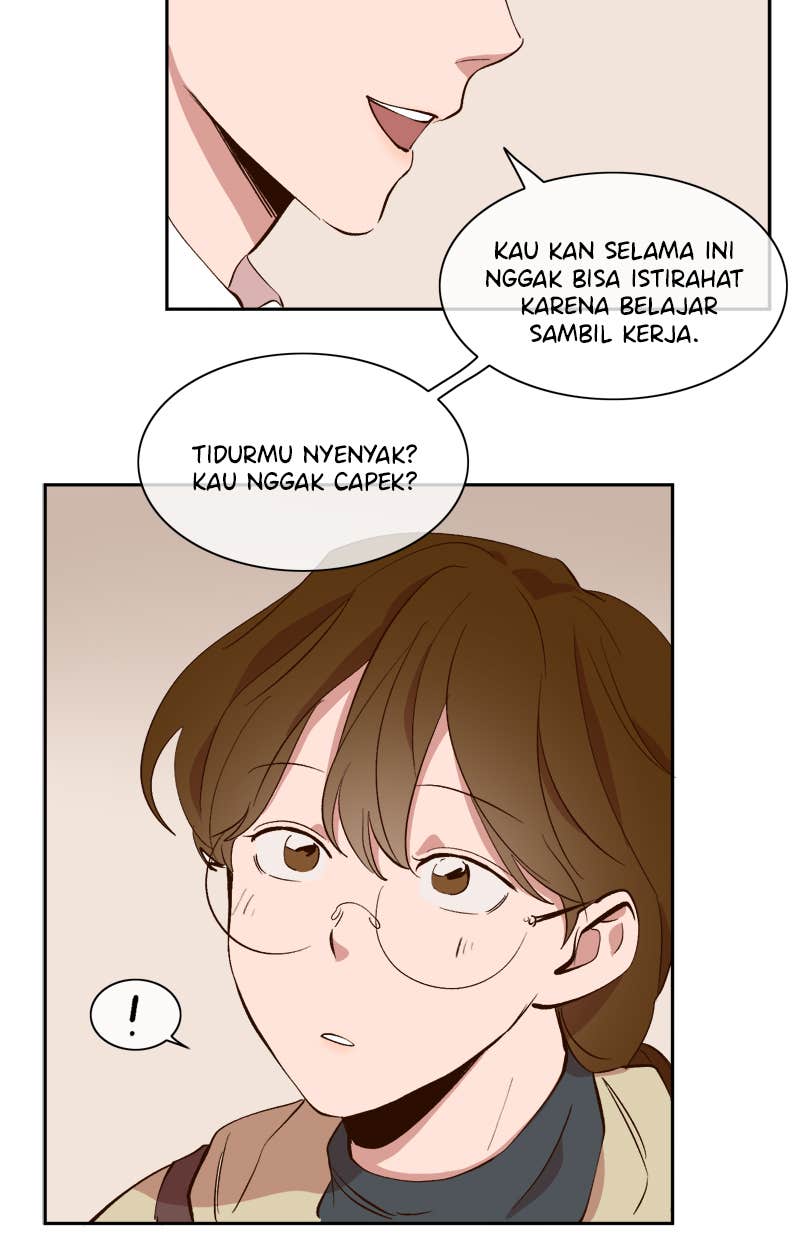 KAU KAN SELAMA INI
NGGAK BISA ISTIRAHAT
KARENA BELAJAR
SAMBIL KERJA.
TIDURMU NYENYAK?
KAU NGGAK CAPEK?
!